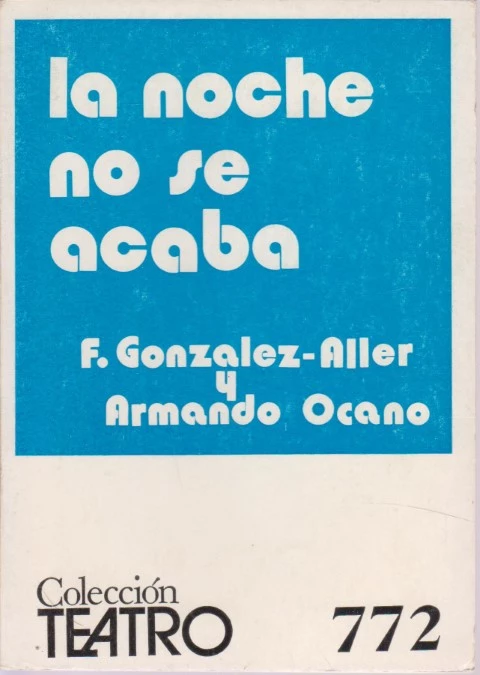 la noche
no se
acaba
F. Gonzalez-Aller
y
Armando Ocano
Colección
TEATRO
772